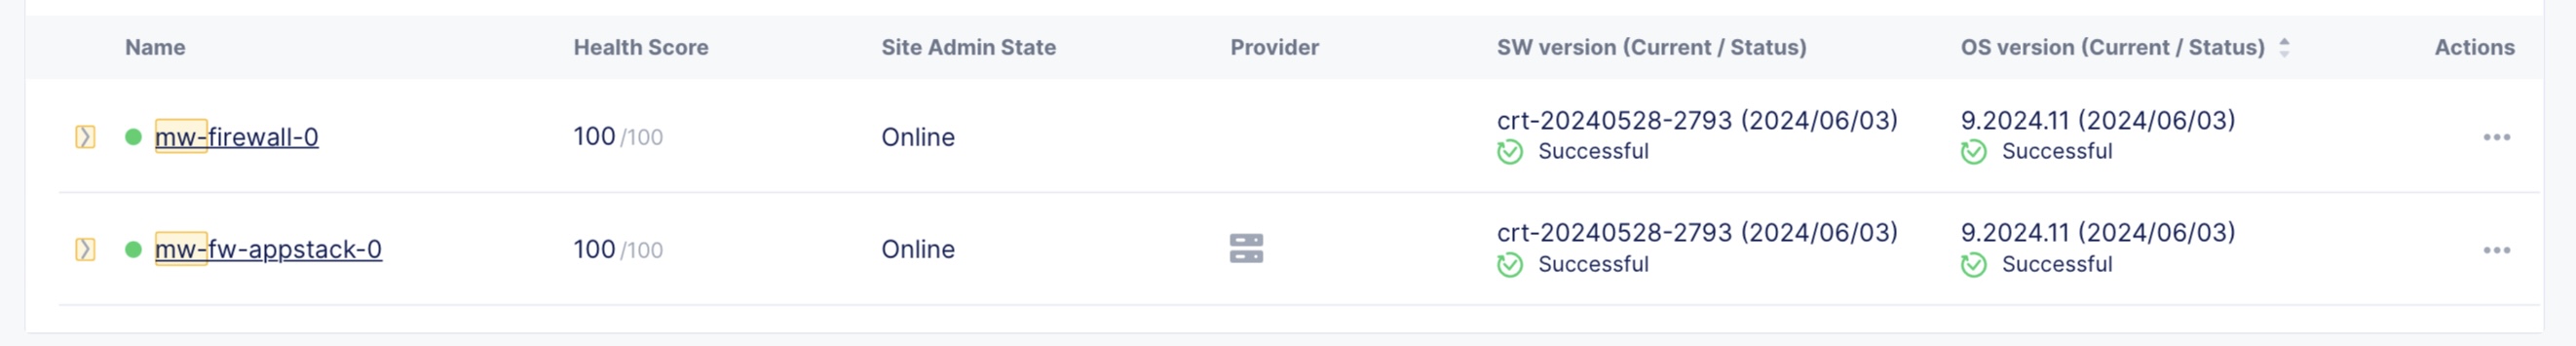 Name Health Score Site Admin State Provider SW version (Current / Status) OS version (Current / Status) Actions
mw-firewall-0 100 /100 Online crt-20240528-2793 (2024/06/03) 9.2024.11 (2024/06/03)
Successful Successful
mw-fw-appstack-0 100 /100 Online crt-20240528-2793 (2024/06/03) 9.2024.11 (2024/06/03)
Successful Successful